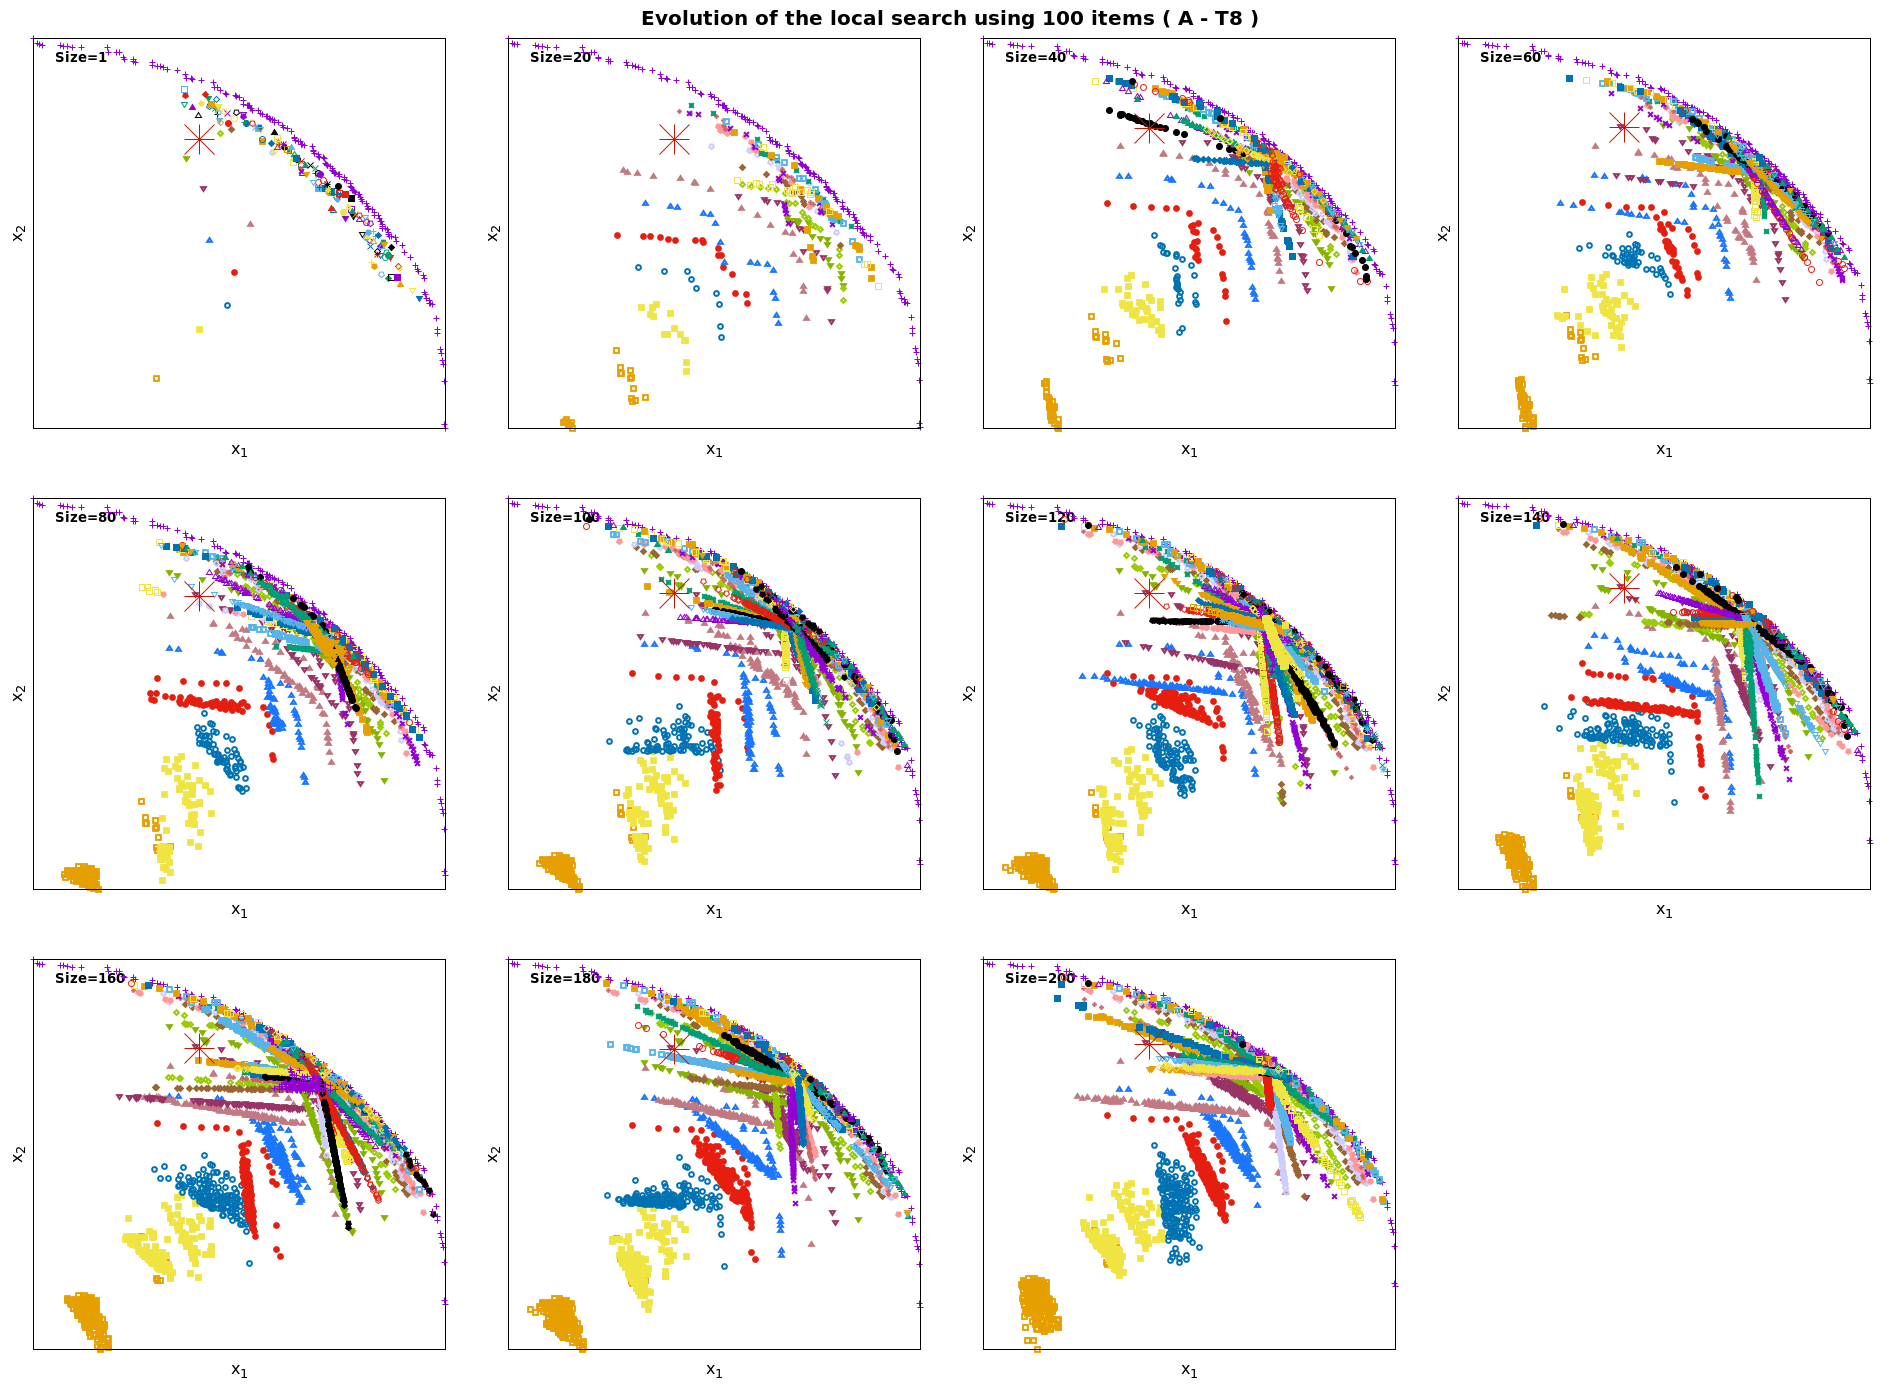 Evolution of the local search using 100 items ( A - T8 )
Size=1
Size=20
Size=40
Size=60
x2
x2
x2
x2
x1
x1
x1
x1
Size=80
Size=100
Size=120
Size=140
x2
x2
x2
x2
x1
x1
x1
x1
Size=160
Size=180
Size=200
x2
x2
x2
x1
x1
x1